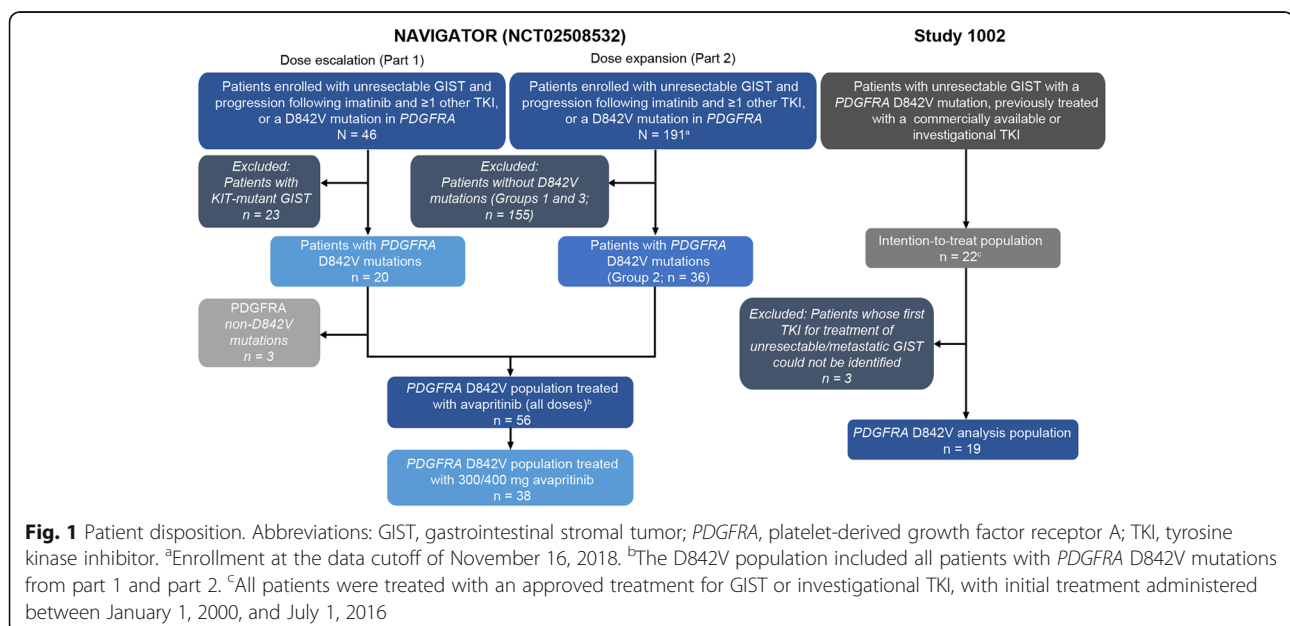 NAVIGATOR (NCT02508532)
Study 1002
Dose escalation (Part 1)
Dose expansion (Part 2)
Patients enrolled with unresectable GIST and
progression following imatinib and ≥1 other TKI,
or a D842V mutation in PDGFRA
N = 46
Patients enrolled with unresectable GIST and
progression following imatinib and ≥1 other TKI,
or a D842V mutation in PDGFRA
N = 191a
Patients with unresectable GIST with a
PDGFRA D842V mutation, previously treated
with a commercially available or
investigational TKI
Excluded:
Patients with
KIT-mutant GIST
n = 23
Excluded:
Patients without D842V
mutations (Groups 1 and 3;
n = 155)
Patients with PDGFRA
D842V mutations
n = 20
Patients with PDGFRA
D842V mutations
(Group 2; n = 36)
Intention-to-treat population
n = 22c
PDGFRA
non-D842V
mutations
n = 3
Excluded: Patients whose first
TKI for treatment of
unresectable/metastatic GIST
could not be identified
n = 3
PDGFRA D842V population treated
with avapritinib (all doses)b
n = 56
PDGFRA D842V analysis population
n = 19
PDGFRA D842V population treated
with 300/400 mg avapritinib
n = 38
Fig. 1 Patient disposition. Abbreviations: GIST, gastrointestinal stromal tumor; PDGFRA, platelet-derived growth factor receptor A; TKI, tyrosine
kinase inhibitor. aEnrollment at the data cutoff of November 16, 2018. bThe D842V population included all patients with PDGFRA D842V mutations
from part 1 and part 2. cAll patients were treated with an approved treatment for GIST or investigational TKI, with initial treatment administered
between January 1, 2000, and July 1, 2016